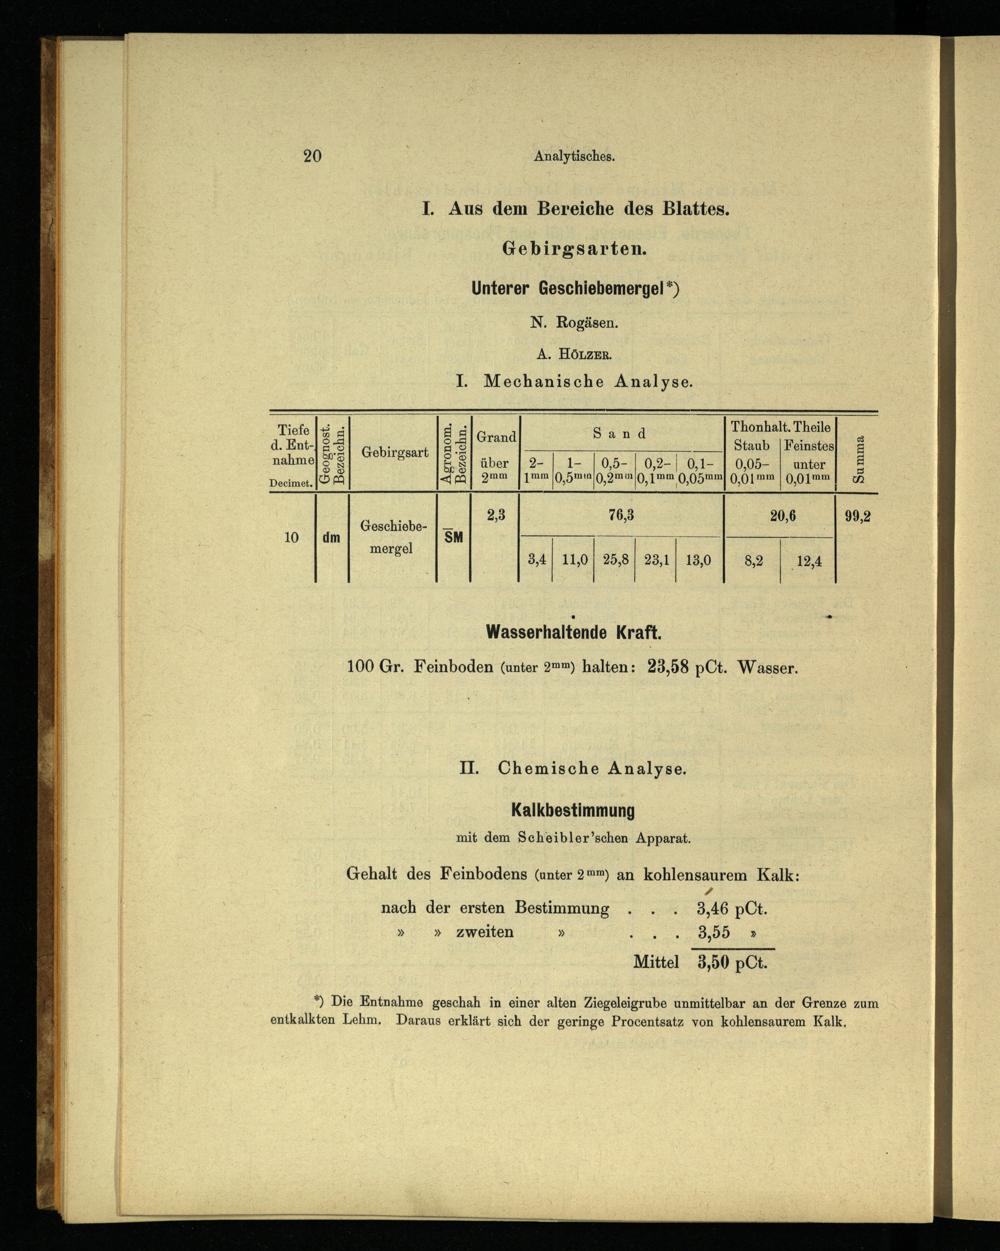 20 Analytisches.
I. Aus dem Bereiche des Blattes.
Gebirgsarten.
Unterer Geschiebemergel*)
N. Rogäsen.
A. HÖLZER.
I. Mechanische Analyse.
Tiefe d. Ent-nahme Decimet. | Geognost. Bezeichn. | Gebirgsart | Agronom. Bezeichn. | Grand über 2mm | Sand | Thonhalt. Theile | Summa
2-1mm | 1-0,5mm | 0,5-0,2mm | 0,2-0,1mm | 0,1-0,05mm | Staub 0,05-0,01mm | Feinstes unter 0,01mm
10 | dm | Geschiebe-mergel | S̅M | 2,3 | 76,3 | 20,6 | 99,2
3,4 | 11,0 | 25,8 | 23,1 | 13,0 | 8,2 | 12,4
Wasserhaltende Kraft.
100 Gr. Feinboden (unter 2mm) halten: 23,58 pCt. Wasser.
II. Chemische Analyse.
Kalkbestimmung
mit dem Scheibler'schen Apparat.
Gehalt des Feinbodens (unter 2mm) an kohlensaurem Kalk:
nach der ersten Bestimmung . . . 3,46 pCt.
» » zweiten » . . . 3,55 »
Mittel 3,50 pCt.
*) Die Entnahme geschah in einer alten Ziegeleigrube unmittelbar an der Grenze zum
entkalkten Lehm. Daraus erklärt sich der geringe Procentsatz von kohlensaurem Kalk.